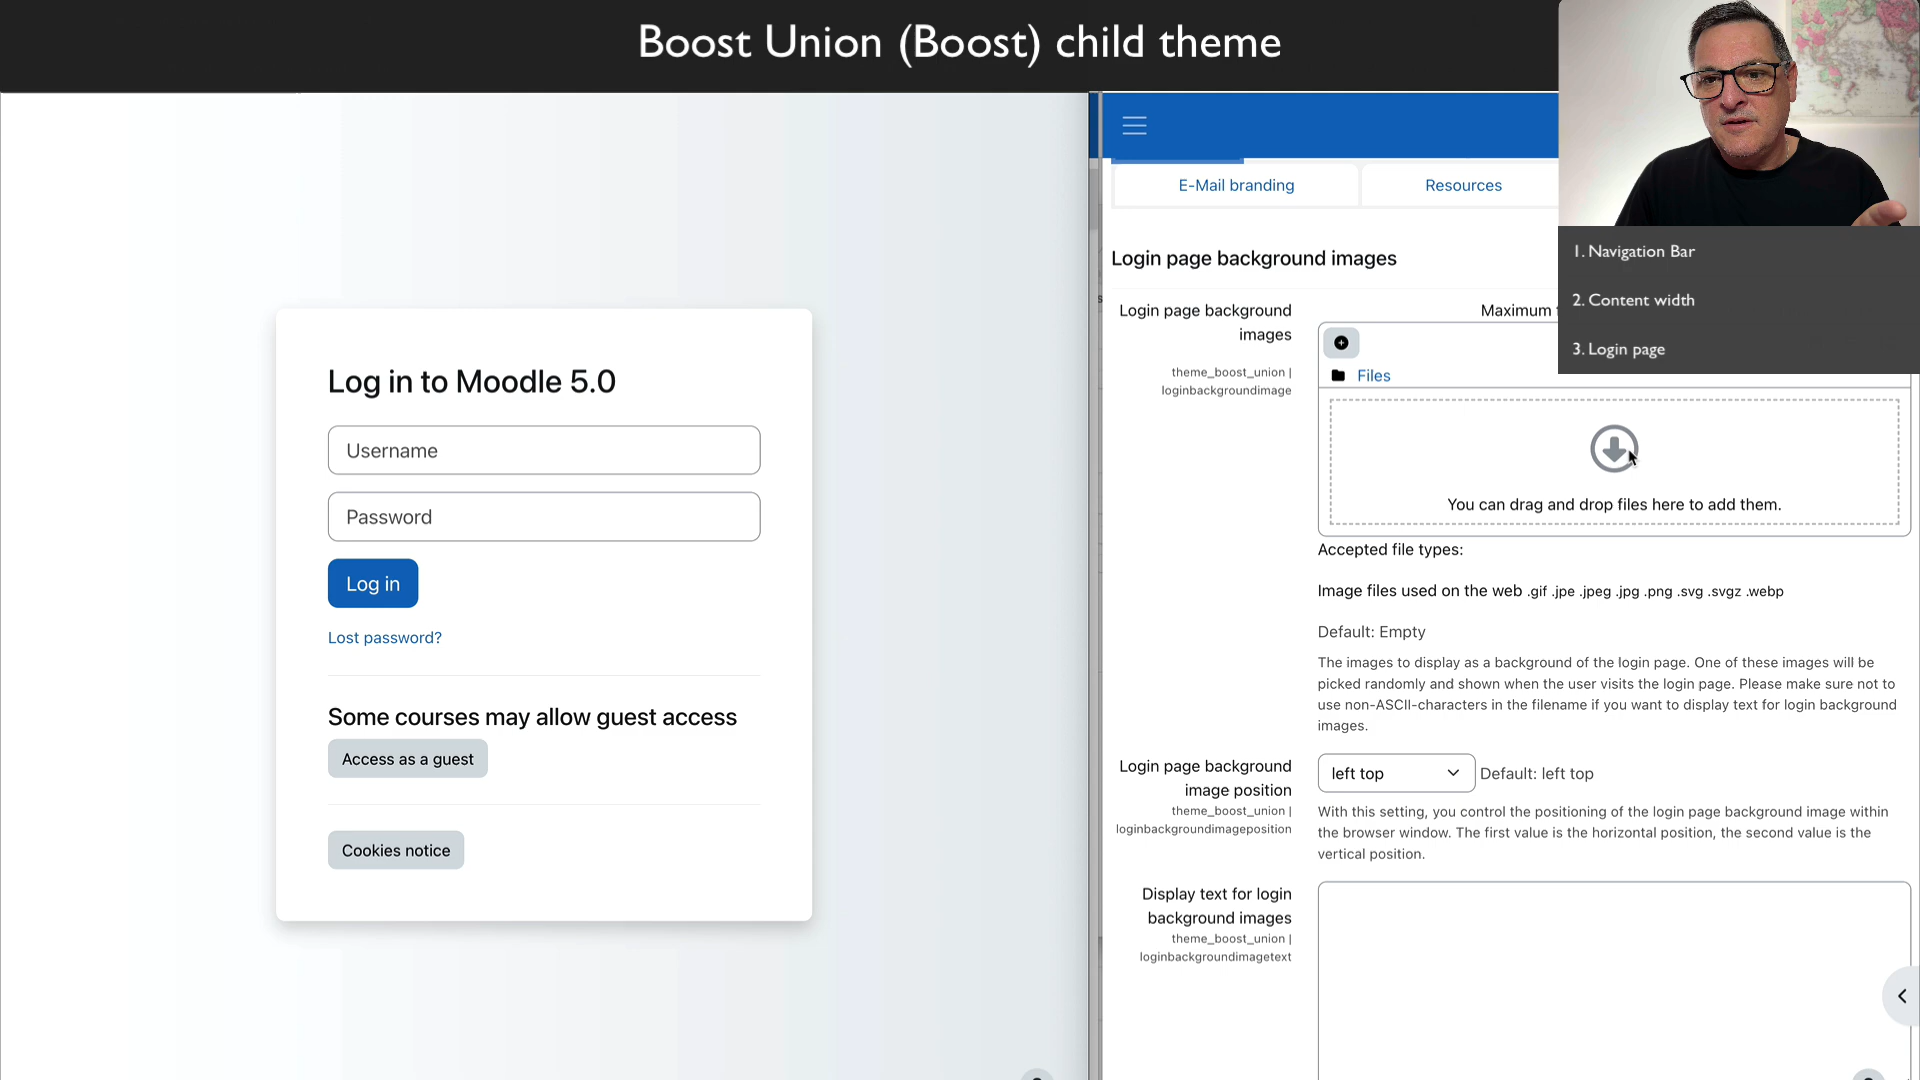 Boost Union (Boost) child theme
Log in to Moodle 5.0
Username
Password
Log in
Lost password?
Some courses may allow guest access
Access as a guest
Cookies notice
E-Mail branding
Resources
Login page background images
Login page background
images
theme_boost_union |
loginbackgroundimage
Maximum
Files
You can drag and drop files here to add them.
Accepted file types:
Image files used on the web .gif .jpe .jpeg .jpg .png .svg .svgz .webp
Default: Empty
The images to display as a background of the login page. One of these images will be
picked randomly and shown when the user visits the login page. Please make sure not to
use non-ASCII-characters in the filename if you want to display text for login background
images.
Login page background
image position
theme_boost_union |
loginbackgroundimageposition
left top
Default: left top
With this setting, you control the positioning of the login page background image within
the browser window. The first value is the horizontal position, the second value is the
vertical position.
Display text for login
background images
theme_boost_union |
loginbackgroundimagetext
1. Navigation Bar
2. Content width
3. Login page